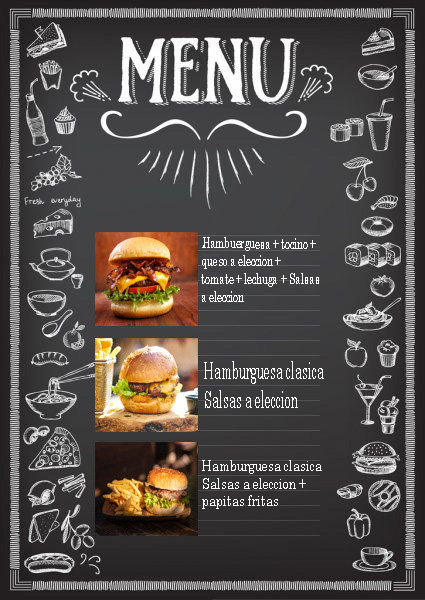 MENU
Fresh everyday
Hambuerguesa + tocino +
queso a eleccion +
tomate + lechuga + Salsas
a eleccion
Hamburguesa clasica
Salsas a eleccion
Hamburguesa clasica
Salsas a eleccion +
papitas fritas